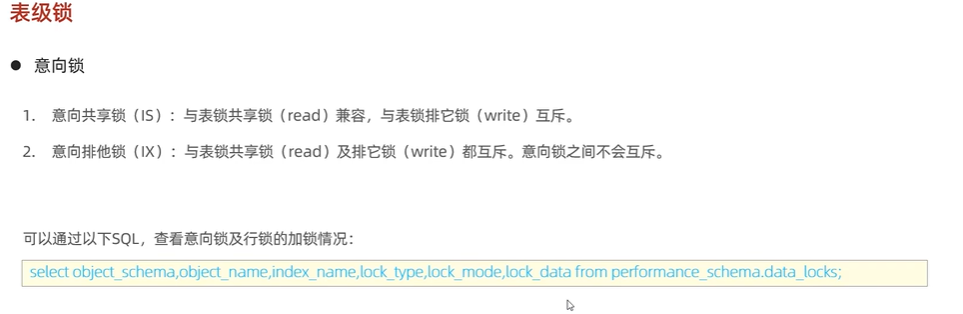 表级锁
● 意向锁
1. 意向共享锁（IS）：与表锁共享锁（read）兼容，与表锁排它锁（write）互斥。
2. 意向排他锁（IX）：与表锁共享锁（read）及排它锁（write）都互斥。意向锁之间不会互斥。
可以通过以下SQL，查看意向锁及行锁的加锁情况：
select object_schema,object_name,index_name,lock_type,lock_mode,lock_data from performance_schema.data_locks;